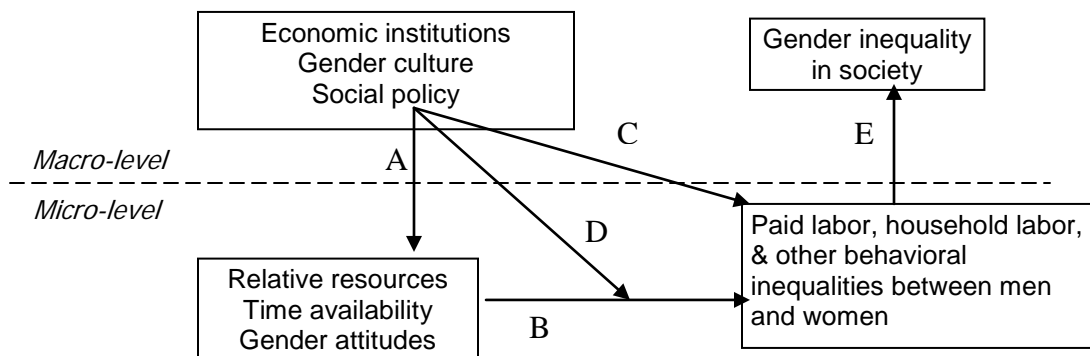 Economic institutions
Gender culture
Social policy
Gender inequality
in society
C
E
A
Macro-level
Micro-level
D
Paid labor, household labor,
& other behavioral
inequalities between men
and women
Relative resources
Time availability
Gender attitudes
B